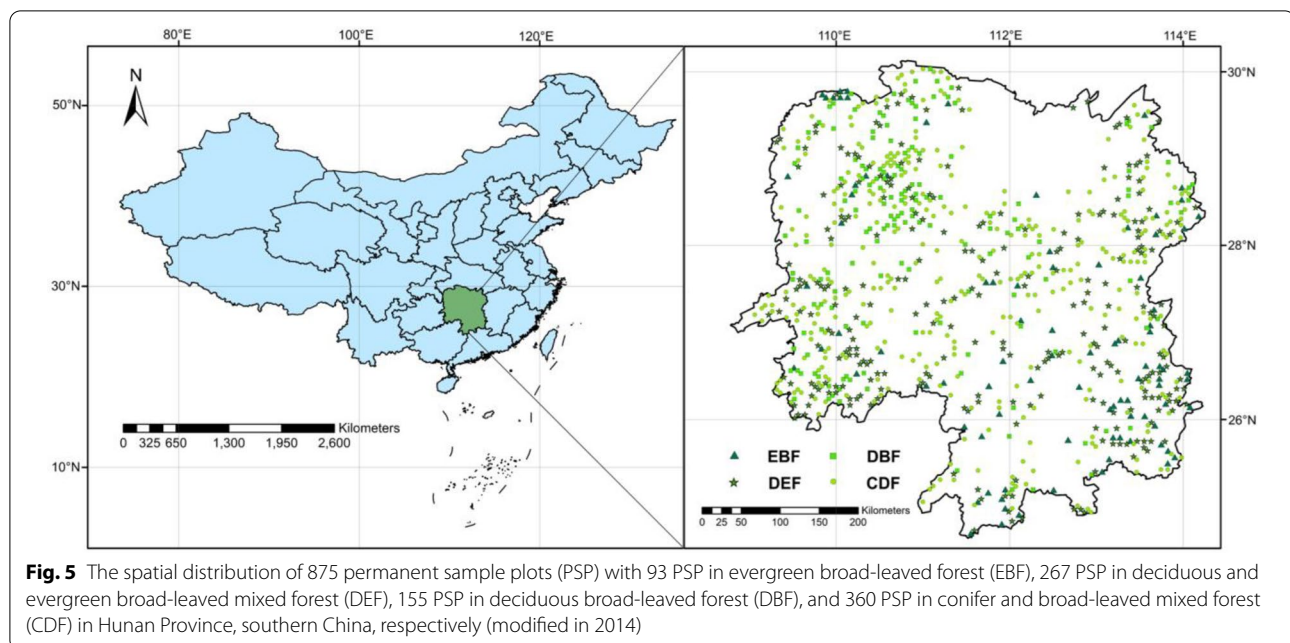 80°E 100°E 120°E
110°E 112°E 114°E
N
50°N
30°N
10°N
30°N
28°N
26°N
0 325 650 1,300 1,950 2,600 Kilometers
EBF DBF
DEF CDF
0 25 50 100 150 200 Kilometers
Fig. 5 The spatial distribution of 875 permanent sample plots (PSP) with 93 PSP in evergreen broad-leaved forest (EBF), 267 PSP in deciduous and
evergreen broad-leaved mixed forest (DEF), 155 PSP in deciduous broad-leaved forest (DBF), and 360 PSP in conifer and broad-leaved mixed forest
(CDF) in Hunan Province, southern China, respectively (modified in 2014)